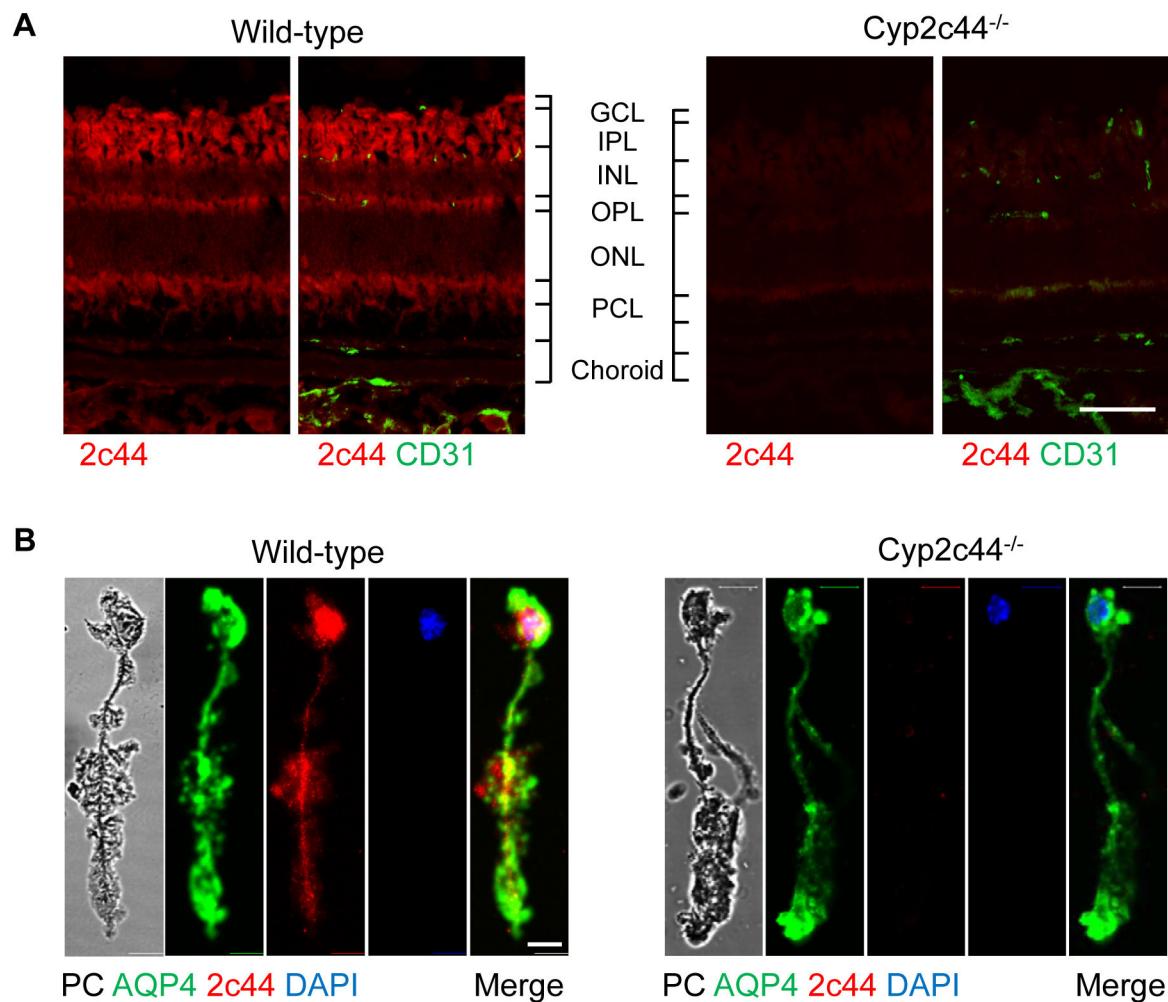 A
Wild-type
Cyp2c44-/-
GCL
IPL
INL
OPL
ONL
PCL
Choroid
2c44
2c44 CD31
2c44
2c44 CD31
B
Wild-type
Cyp2c44-/-
PC AQP4 2c44 DAPI Merge
PC AQP4 2c44 DAPI Merge